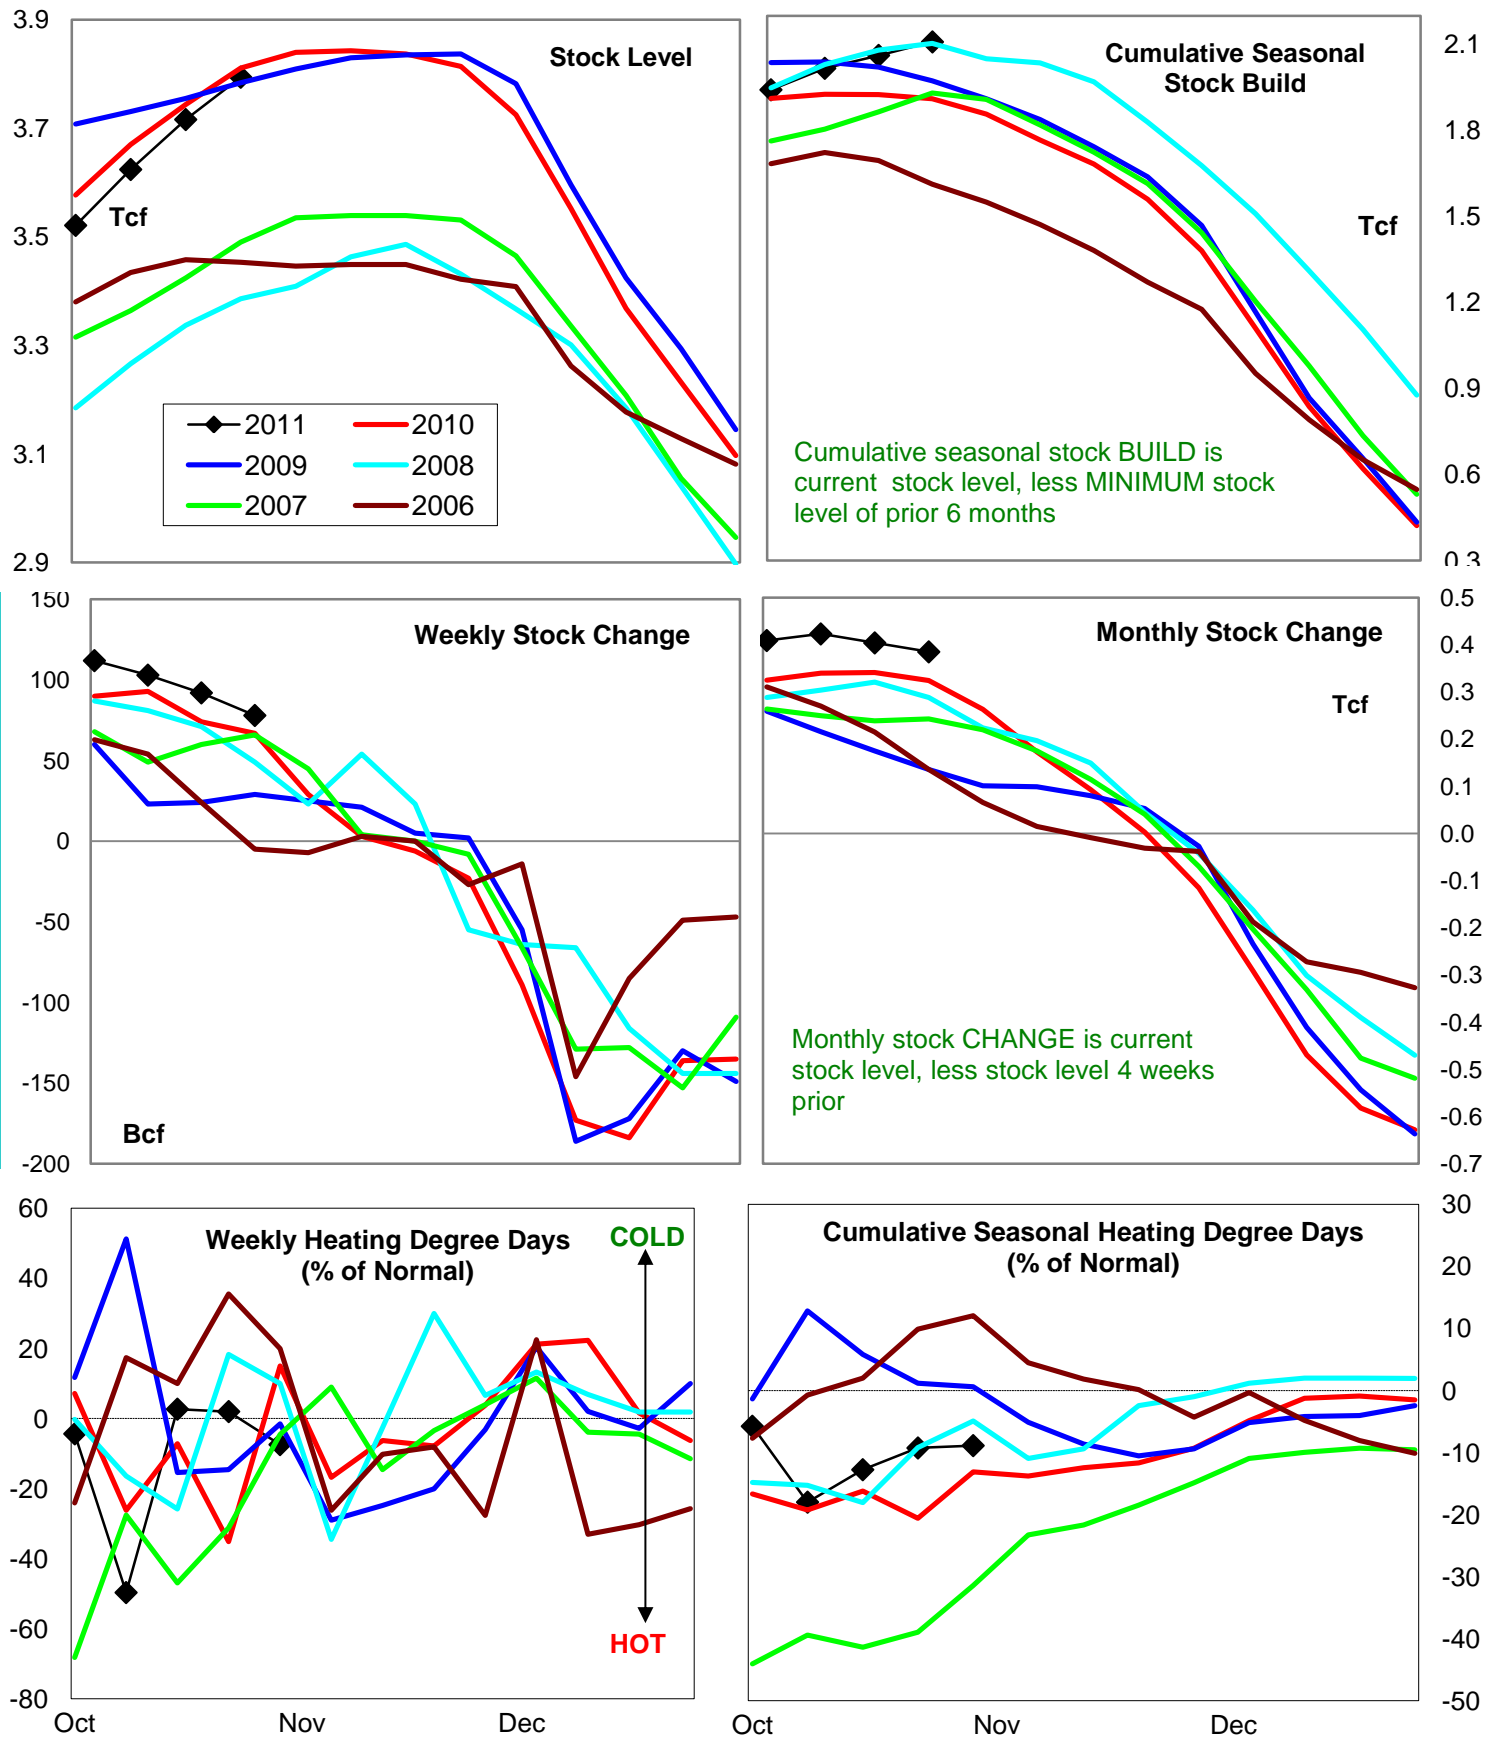 Stock Level
3.9
3.7
3.5
3.3
3.1
2.9
Tcf
2011
2010
2009
2008
2007
2006
Cumulative Seasonal
Stock Build
2.1
1.8
1.5
1.2
0.9
0.6
0.3
Tcf
Cumulative seasonal stock BUILD is
current stock level, less MINIMUM stock
level of prior 6 months
Weekly Stock Change
150
100
50
0
-50
-100
-150
-200
Bcf
Monthly Stock Change
0.5
0.4
0.3
0.2
0.1
0.0
-0.1
-0.2
-0.3
-0.4
-0.5
-0.6
-0.7
Tcf
Monthly stock CHANGE is current
stock level, less stock level 4 weeks
prior
Weekly Heating Degree Days
(% of Normal)
COLD
HOT
60
40
20
0
-20
-40
-60
-80
Oct
Nov
Dec
Cumulative Seasonal Heating Degree Days
(% of Normal)
30
20
10
0
-10
-20
-30
-40
-50
Oct
Nov
Dec